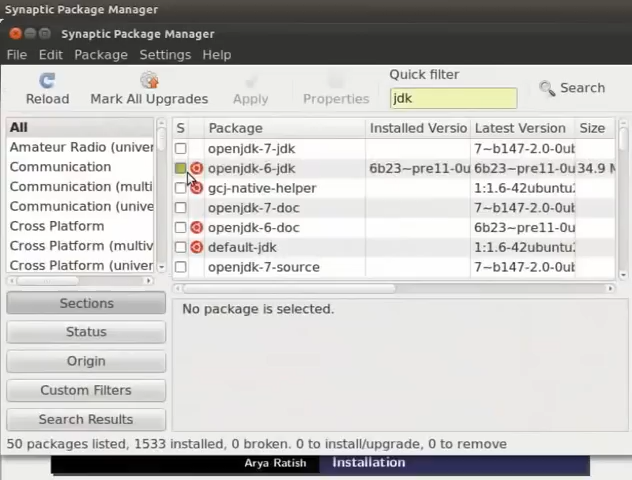 Synaptic Package Manager
Synaptic Package Manager
File Edit Package Settings Help
Quick filter
Reload Mark All Upgrades Apply Properties jdk Search
All
Amateur Radio (univer
Communication
Communication (multi
Communication (unive
Cross Platform
Cross Platform (multiv
Cross Platform (univer
S Package Installed Versio Latest Version Size
openjdk-7-jdk 7~b147-2.0-0ub
openjdk-6-jdk 6b23~pre11-0u 6b23~pre11-0ub 34.9 M
gcj-native-helper 1:1.6-42ubuntu
openjdk-7-doc 7~b147-2.0-0ub
openjdk-6-doc 6b23~pre11-0ub
default-jdk 1:1.6-42ubuntu
openjdk-7-source 7~b147-2.0-0ub
Sections
Status
Origin
Custom Filters
Search Results
No package is selected.
50 packages listed, 1533 installed, 0 broken. 0 to install/upgrade, 0 to remove
Arya Ratish Installation